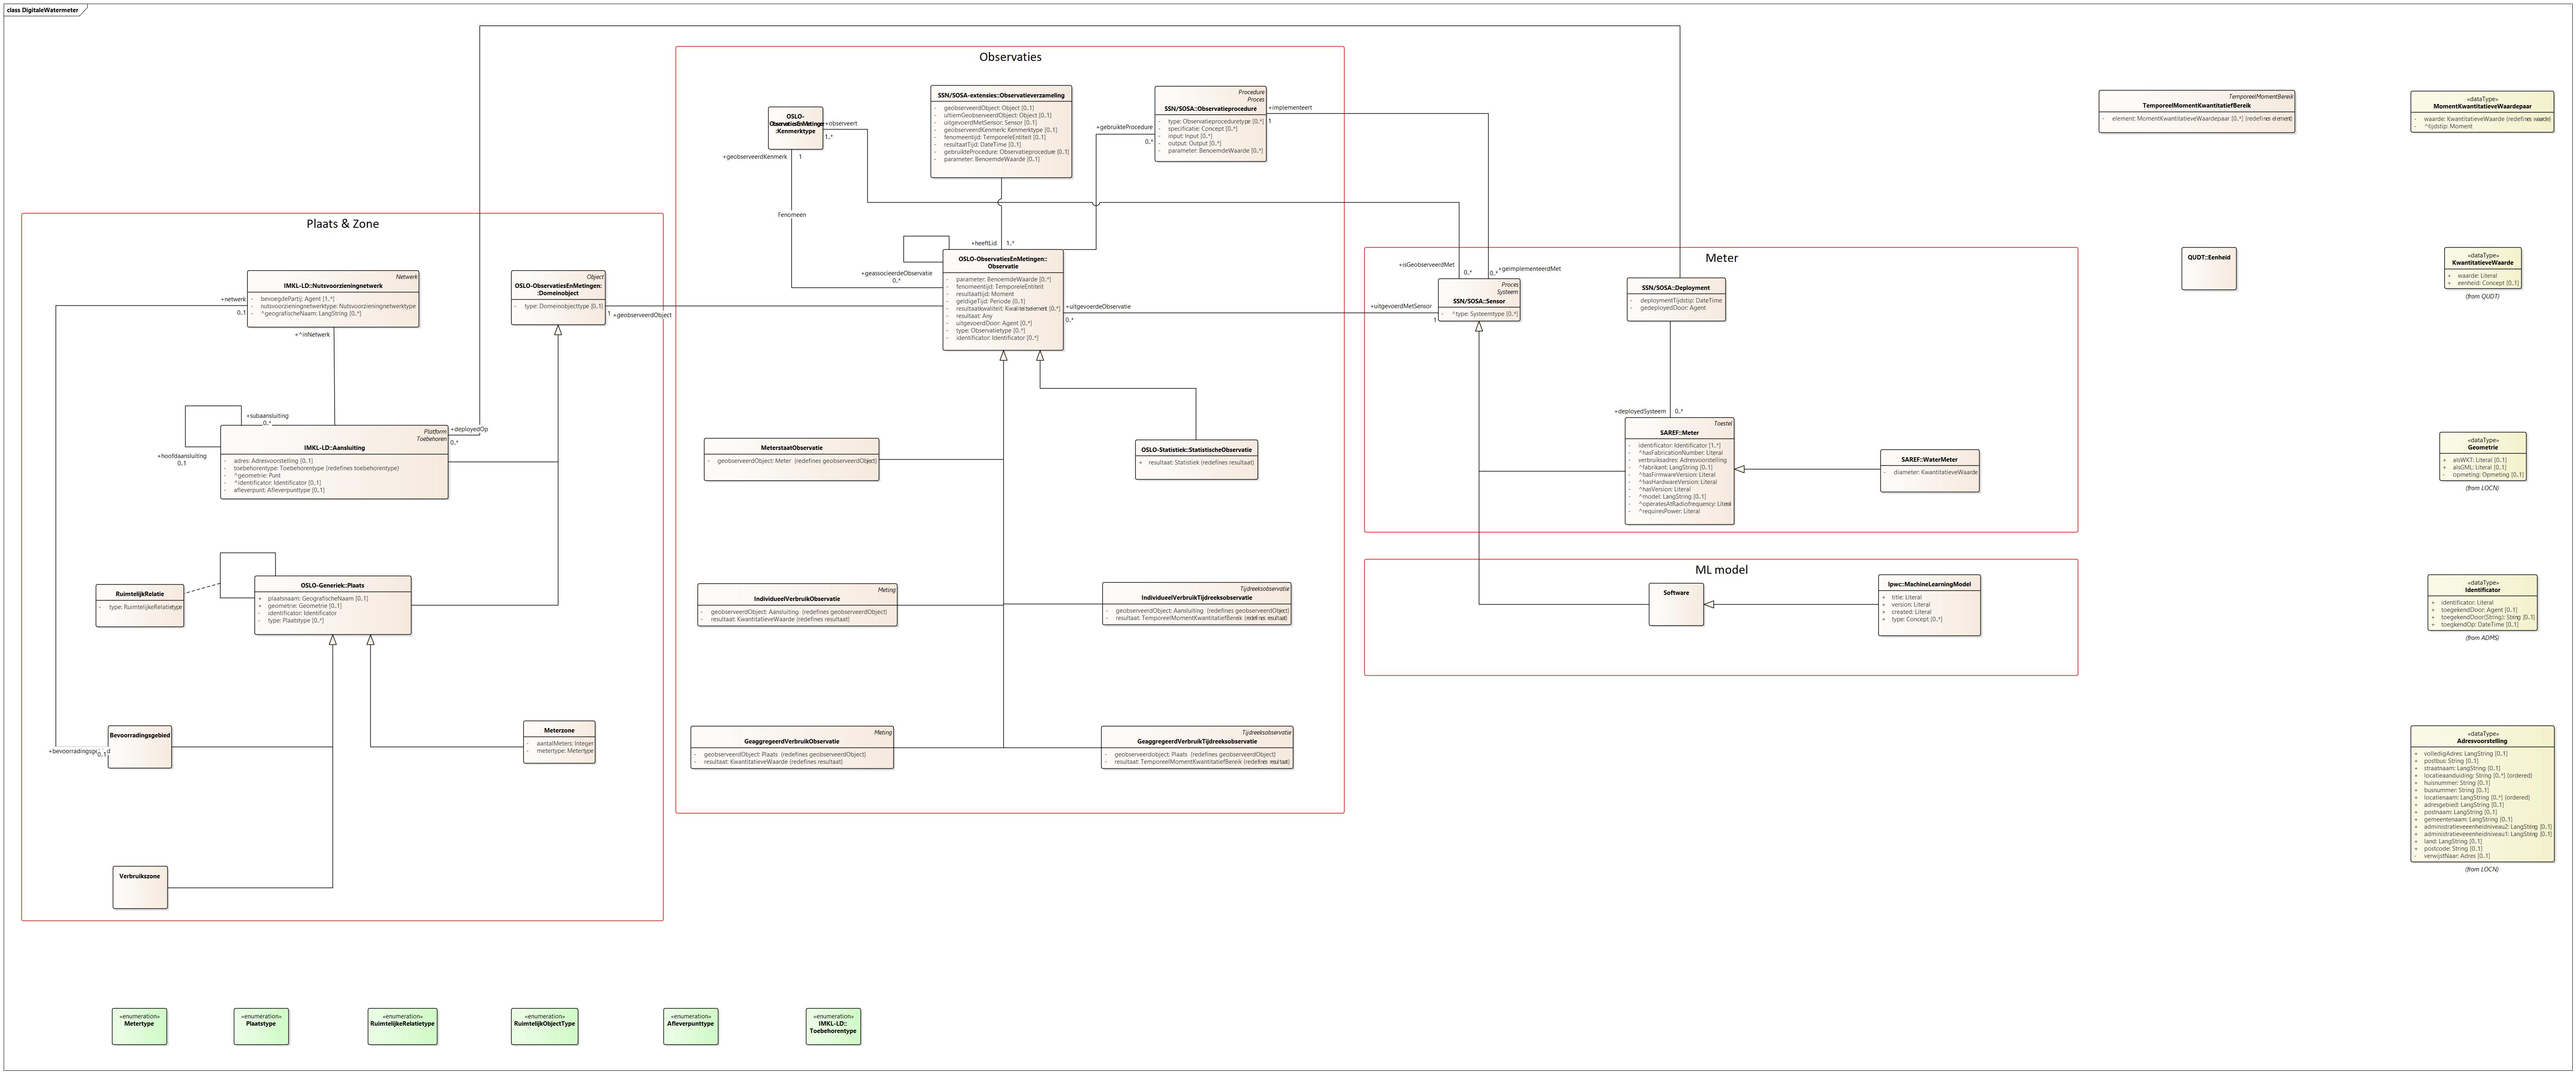 class DigitaleWatermeter
Observaties
SSN/SOSA-extensies::Observatieverzameling
- geobserveerdObject: Object [0..1]
- ultiemGeobserveerdObject: Object [0..1]
- uitgevoerdMetSensor: Sensor [0..1]
- geobserveerdKenmerk: Kenmerktype [0..1]
- fenomeentijd: TemporeleEntiteit [0..1]
- resultaatTijd: DateTime [0..1]
- gebruikteProcedure: Observatieprocedure [0..1]
- parameter: BenoemdeWaarde [0..1]
Procedure
Proces
SSN/SOSA::Observatieprocedure
- type: Observatieproceduretype [0..*]
- specificatie: Concept [0..*]
- input: Input [0..*]
- output: Output [0..*]
- parameter: BenoemdeWaarde [0..*]
+implementeert
1
OSLO-
:Kenmerktype
+observeert
1..*
+gebruikteProcedure
0..*
+geobserveerdKenmerk
1
Fenomeen
+heeftLid
1..*
+geassocieerdeObservatie
0..*
OSLO-ObservatiesEnMetingen::
Observatie
- parameter: BenoemdeWaarde [0..*]
- fenomeentijd: TemporeleEntiteit
- resultaattijd: Moment
- geldigeTijd: Periode [0..1]
- resultaatkwaliteit: Kwaliteitselement [0..*]
- resultaat: Any
- uitgevoerdDoor: Agent [0..*]
- type: Observatietype [0..*]
- identificator: Identificator [0..*]
+uitgevoerdeObservatie
0..*
MeterstaatObservatie
- geobserveerdObject: Meter (redefines geobserveerdObject)
OSLO-Statistiek::StatistischeObservatie
+ resultaat: Statistiek {redefines resultaat}
Meting
IndividueelVerbruikObservatie
- geobserveerdObject: Aansluiting (redefines geobserveerdObject)
- resultaat: KwantitatieveWaarde {redefines resultaat}
Tijdreeksobservatie
IndividueelVerbruikTijdreeksobservatie
- geobserveerdObject: Aansluiting (redefines geobserveerdObject)
- resultaat: TemporeelMomentKwantitatiefBereik {redefines resultaat}
Meting
GeaggregeerdVerbruikObservatie
- geobserveerdObject: Plaats (redefines geobserveerdObject)
- resultaat: KwantitatieveWaarde {redefines resultaat}
Tijdreeksobservatie
GeaggregeerdVerbruikTijdreeksobservatie
- geobserveerdobject: Plaats (redefines geobserveerdobject)
- resultaat: TemporeelMomentKwantitatiefBereik {redefines resultaat}
Plaats & Zone
Netwerk
IMKL-LD::Nutsvoorzieningnetwerk
- bevoegdePartij: Agent [1..*]
- nutsvoorzieningnetwerktype: Nutsvoorzieningnetwerktype
- ^geografischeNaam: LangString [0..*]
+netwerk
0..1
+^inNetwerk
Object
OSLO-ObservatiesEnMetingen:
:Domeinobject
- type: Domeinobjecttype [0..1]
1
+geobserveerdObject
+subaansluiting
0..*
+hoofdaansluiting
0..1
Platform
Toebehoren
IMKL-LD::Aansluiting
- adres: Adresvoorstelling [0..1]
- toebehorentype: Toebehorentype {redefines toebehorentype}
- ^geometrie: Punt
- ^identificator: Identificator [0..1]
- afleverpunt: Afleverpunttype [0..1]
+deployedOp
0..*
RuimtelijkRelatie
- type: RuimtelijkeRelatietype
OSLO-Generiek::Plaats
+ plaatsnaam: GeografischeNaam [0..1]
+ geometrie: Geometrie [0..1]
- identificator: Identificator
- type: Plaatstype [0..*]
0..1
Bevoorradingsgebied
Meterzone
- aantalMeters: Integer
- metertype: Metertype
Verbruikszone
Meter
+isGeobserveerdMet
0..*
0..*
+geimplementeerdMet
Proces
Systeem
SSN/SOSA::Sensor
- ^type: Systeemtype [0..*]
+uitgevoerdMetSensor
1
SSN/SOSA::Deployment
- deploymentTijdstip: DateTime
- gedeployedDoor: Agent
+deployedSysteem
0..*
Toestel
SAREF::Meter
- identificator: Identificator [1..*]
- ^hasFabricationNumber: Literal
- verbruiksadres: Adresvoorstelling
- ^fabrikant: LangString [0..1]
- ^hasFirmwareVersion: Literal
- ^hasHardwareVersion: Literal
- ^hasVersion: Literal
- ^model: LangString [0..1]
- ^operatesAtRadiofrequency: Literal
- ^requiresPower: Literal
SAREF::WaterMeter
- diameter: KwantitatieveWaarde
ML model
Software
lpwc::MachineLearningModel
+ title: Literal
+ version: Literal
+ created: Literal
+ type: Concept [0..*]
TemporeelMomentBereik
TemporeelMomentKwantitatiefBereik
- element: MomentKwantitatieveWaardepaar [0..*] {redefines element}
«dataType»
MomentKwantitatieveWaardepaar
- waarde: KwantitatieveWaarde {redefines waarde}
- ^tijdstip: Moment
QUDT::Eenheid
«dataType»
KwantitatieveWaarde
+ waarde: Literal
+ eenheid: Concept [0..1]
(from QUDT)
«dataType»
Geometrie
+ alsWKT: Literal [0..1]
+ alsGML: Literal [0..1]
- opmeting: Opmeting [0..1]
(from LOCN)
«dataType»
Identificator
+ identificator: Literal
+ toegekendDoor: Agent [0..1]
+ toegekendDoor(String): String [0..1]
+ toegkendOp: DateTime [0..1]
(from ADMS)
«dataType»
Adresvoorstelling
+ volledigAdres: LangString [0..1]
+ postbus: String [0..1]
+ straatnaam: LangString [0..1]
+ locatieaanduiding: String [0..*] {ordered}
+ huisnummer: String [0..1]
+ busnummer: String [0..1]
+ locatienaam: LangString [0..*] {ordered}
+ adresgebied: LangString [0..1]
+ postnaam: LangString [0..1]
+ gemeentenaam: LangString [0..1]
+ administratieveeenheidniveau2: LangString [0..1]
+ administratieveeenheidniveau1: LangString [0..1]
+ land: LangString [0..1]
+ postcode: String [0..1]
- verwijstNaar: Adres [0..1]
(from LOCN)
«enumeration»
Metertype
«enumeration»
Plaatstype
«enumeration»
RuimtelijkeRelatietype
«enumeration»
RuimtelijkObjectType
«enumeration»
Afleverpunttype
«enumeration»
IMKL-LD::
Toebehorentype